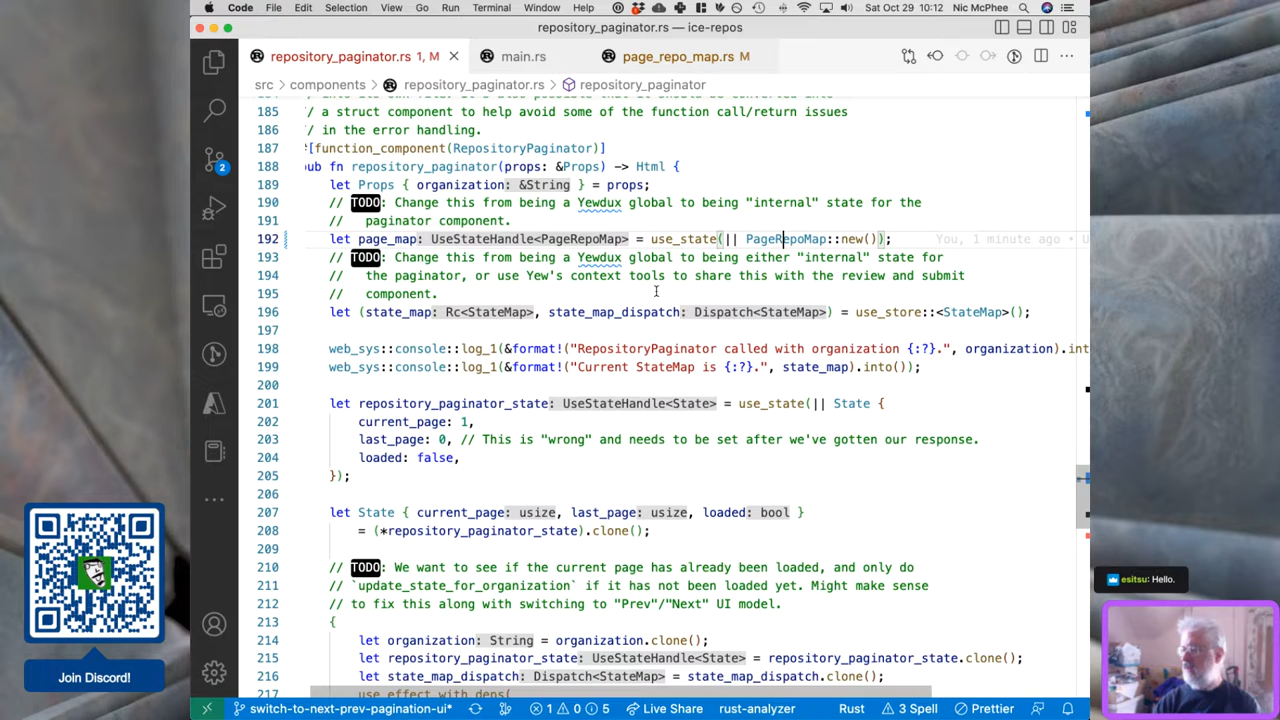 Code File Edit Selection View Go Run Terminal Window Help Sat Oct 29 10:12 Nic McPhee
repository_paginator.rs — ice-repos
repository_paginator.rs 1, M main.rs page_repo_map.rs M
src components repository_paginator.rs repository_paginator
185 // a struct component to help avoid some of the function call/return issues
186 // in the error handling.
187 #[function_component(RepositoryPaginator)]
188 pub fn repository_paginator(props: &Props) -> Html {
189 let Props { organization: &String } = props;
190 // TODO: Change this from being a Yewdux global to being "internal" state for the
191 // paginator component.
192 let page_map: UseStateHandle<PageRepoMap> = use_state(|| PageRepoMap::new()); You, 1 minute ago • U
193 // TODO: Change this from being a Yewdux global to being either "internal" state for
194 // the paginator, or use Yew's context tools to share this with the review and submit
195 // component.
196 let (state_map: Rc<StateMap>, state_map_dispatch: Dispatch<StateMap>) = use_store::<StateMap>();
197
198 web_sys::console::log_1(&format!("RepositoryPaginator called with organization {:?}.", organization).int
199 web_sys::console::log_1(&format!("Current StateMap is {:?}.", state_map).into());
200
201 let repository_paginator_state: UseStateHandle<State> = use_state(|| State {
202 current_page: 1,
203 last_page: 0, // This is "wrong" and needs to be set after we've gotten our response.
204 loaded: false,
205 });
206
207 let State { current_page: usize, last_page: usize, loaded: bool }
208 = (*repository_paginator_state).clone();
209
210 // TODO: We want to see if the current page has already been loaded, and only do
211 // `update_state_for_organization` if it has not been loaded yet. Might make sense
212 // to fix this along with switching to "Prev"/"Next" UI model.
213 {
214 let organization: String = organization.clone();
215 let repository_paginator_state: UseStateHandle<State> = repository_paginator_state.clone();
216 let state_map_dispatch: Dispatch<StateMap> = state_map_dispatch.clone();
217 use_effect_with_deps(
2
switch-to-next-prev-pagination-ui* 1 0 5 Live Share rust-analyzer Rust 3 Spell Prettier
Join Discord!
esitsu: Hello.